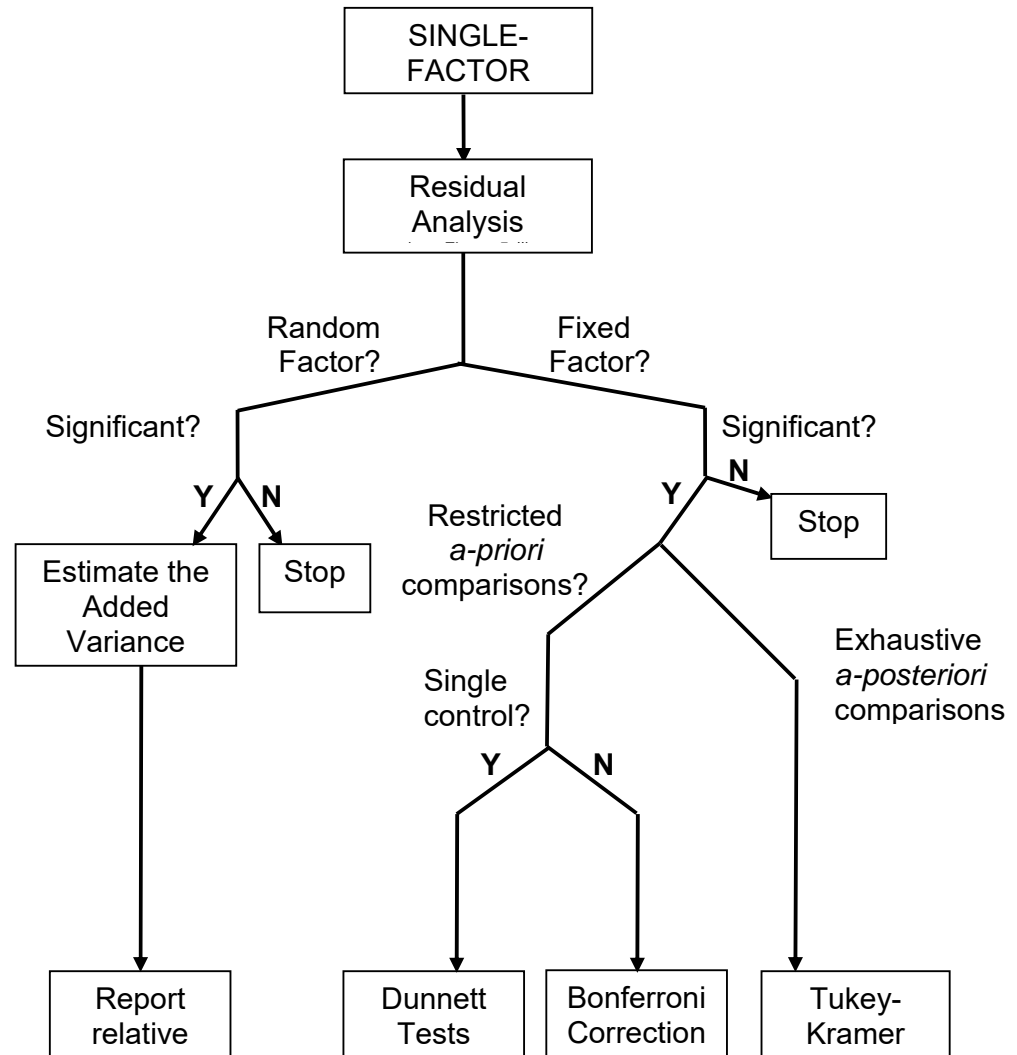 SINGLE-
FACTOR
Residual
Analysis
Random
Factor?
Fixed
Factor?
Significant?
Significant?
Y
N
Y
N
Stop
Restricted
a-priori
comparisons?
Estimate the
Added
Variance
Stop
Exhaustive
a-posteriori
comparisons
Single
control?
Y
N
Report
relative
Dunnett
Tests
Bonferroni
Correction
Tukey-
Kramer